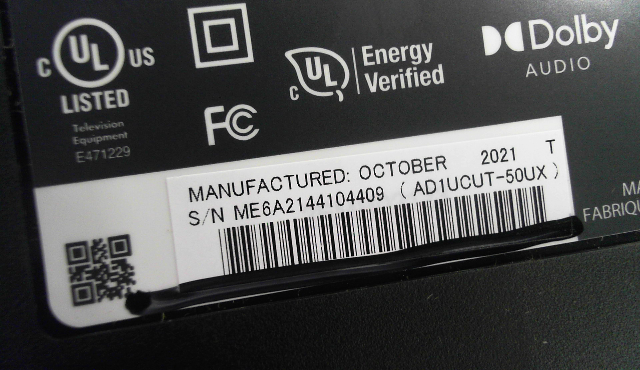 c UL US
LISTED
Television
Equipment
E471229
FC
c UL Energy
Verified
Dolby
AUDIO
MANUFACTURED: OCTOBER 2021 T
S/N ME6A2144104409 ( AD1UCUT-50UX )
MA
FABRIQU